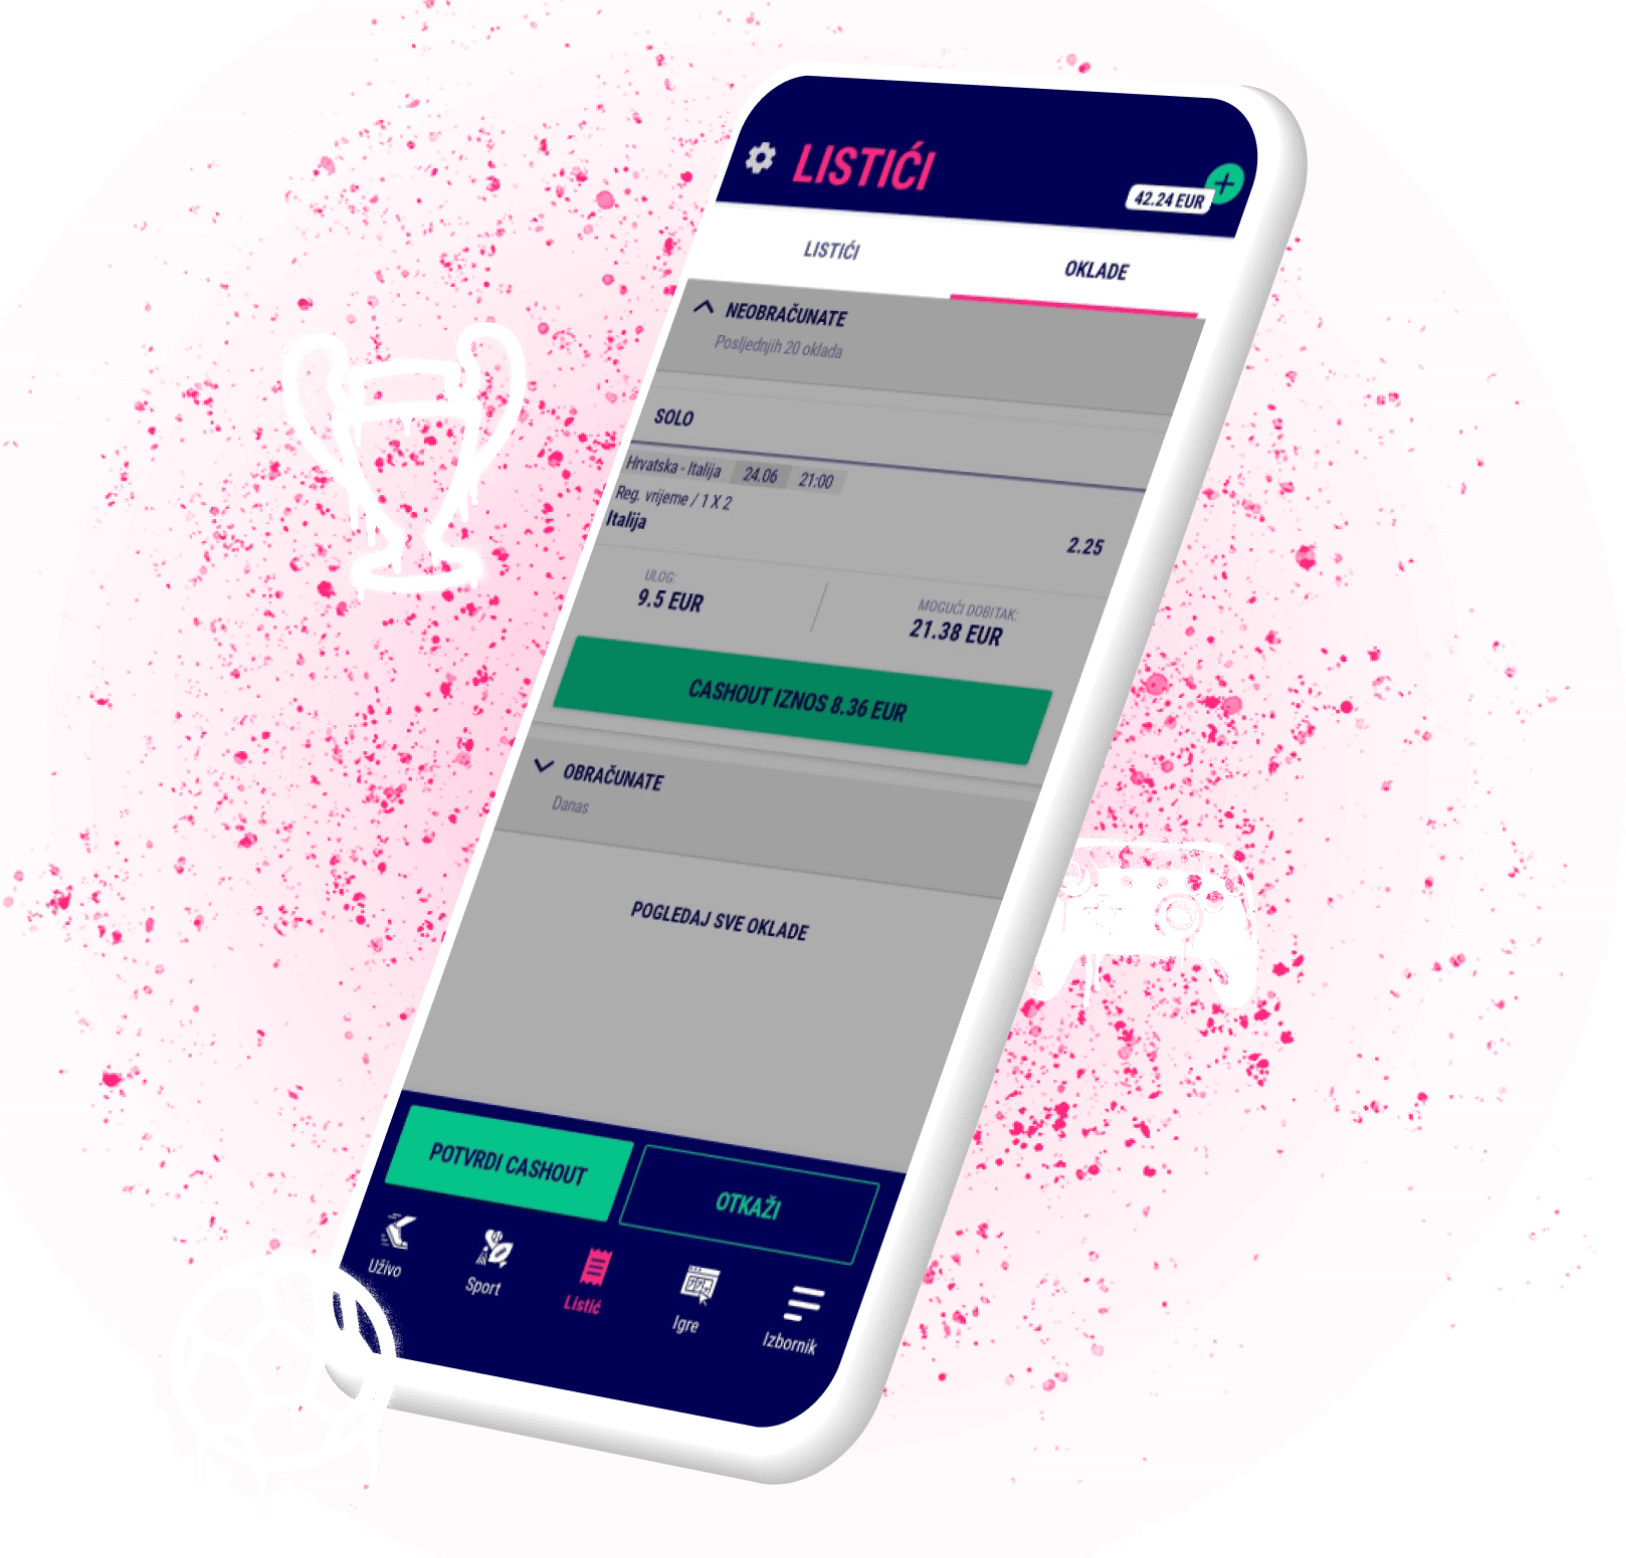 LISTIĆI
42.24 EUR
LISTIĆI
OKLADE
NEOBRAČUNATE
Posljednjih 20 oklada
SOLO
Hrvatska - Italija 24.06 21:00
Reg. vrijeme / 1 X 2
Italija
2.25
ULOG:
9.5 EUR
MOGUĆI DOBITAK:
21.38 EUR
CASHOUT IZNOS 8.36 EUR
OBRAČUNATE
Danas
POGLEDAJ SVE OKLADE
POTVRDI CASHOUT
OTKAŽI
Uživo
Sport
Listić
Igre
Izbornik